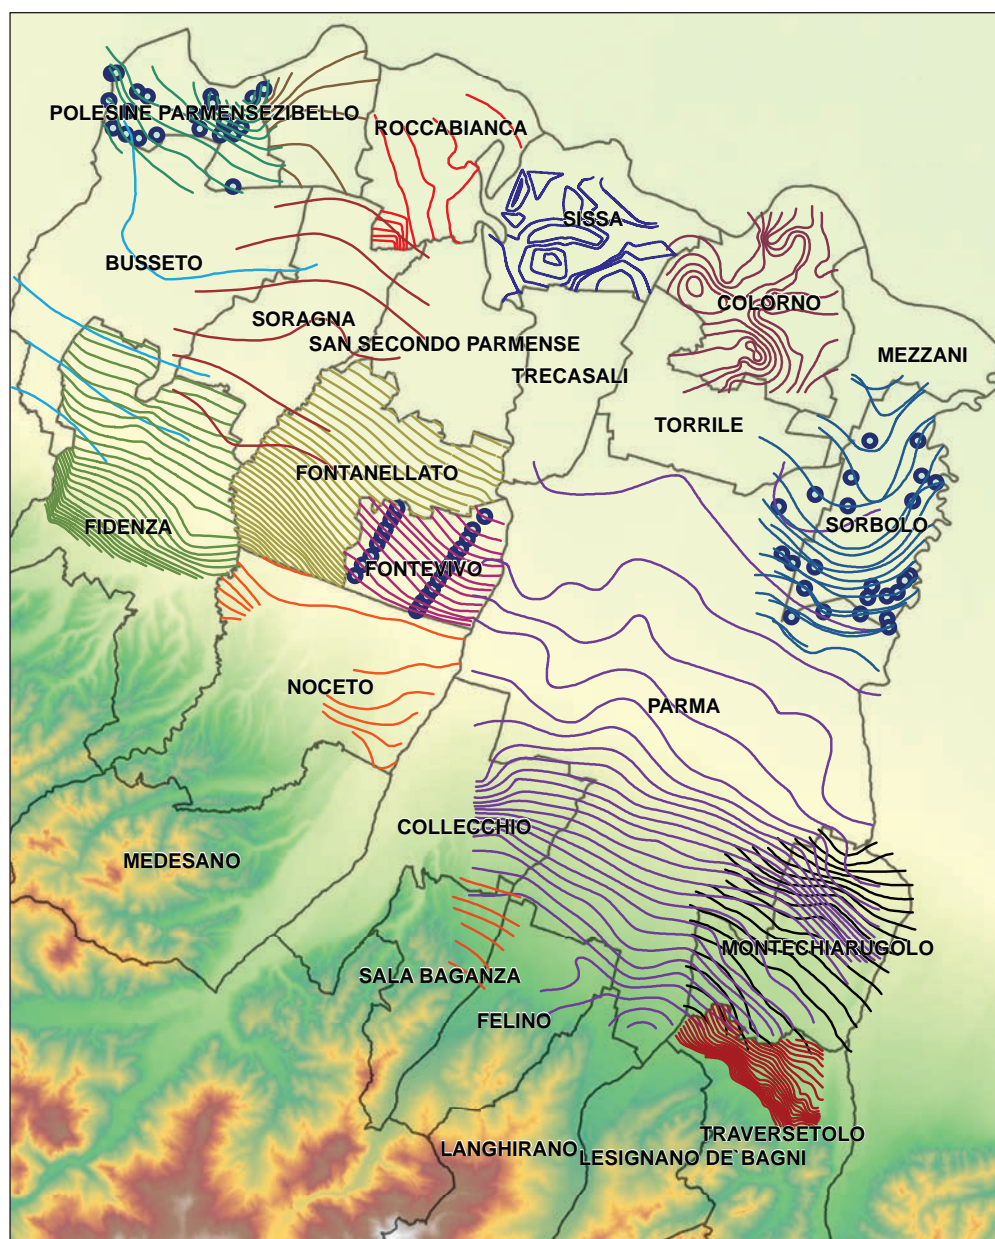 POLESINE PARMENSE
ZIBELLO
ROCCABIANCA
SISSA
BUSSETO
COLORNO
SORAGNA
SAN SECONDO PARMENSE
MEZZANI
TRECASALI
TORRILE
FONTANELLATO
FIDENZA
SORBOLO
FONTEVIVO
NOCETO
PARMA
COLLECCHIO
MEDESANO
MONTECHIARUGOLO
SALA BAGANZA
FELINO
TRAVERSETOLO
LANGHIRANO
LESIGNANO DE`BAGNI